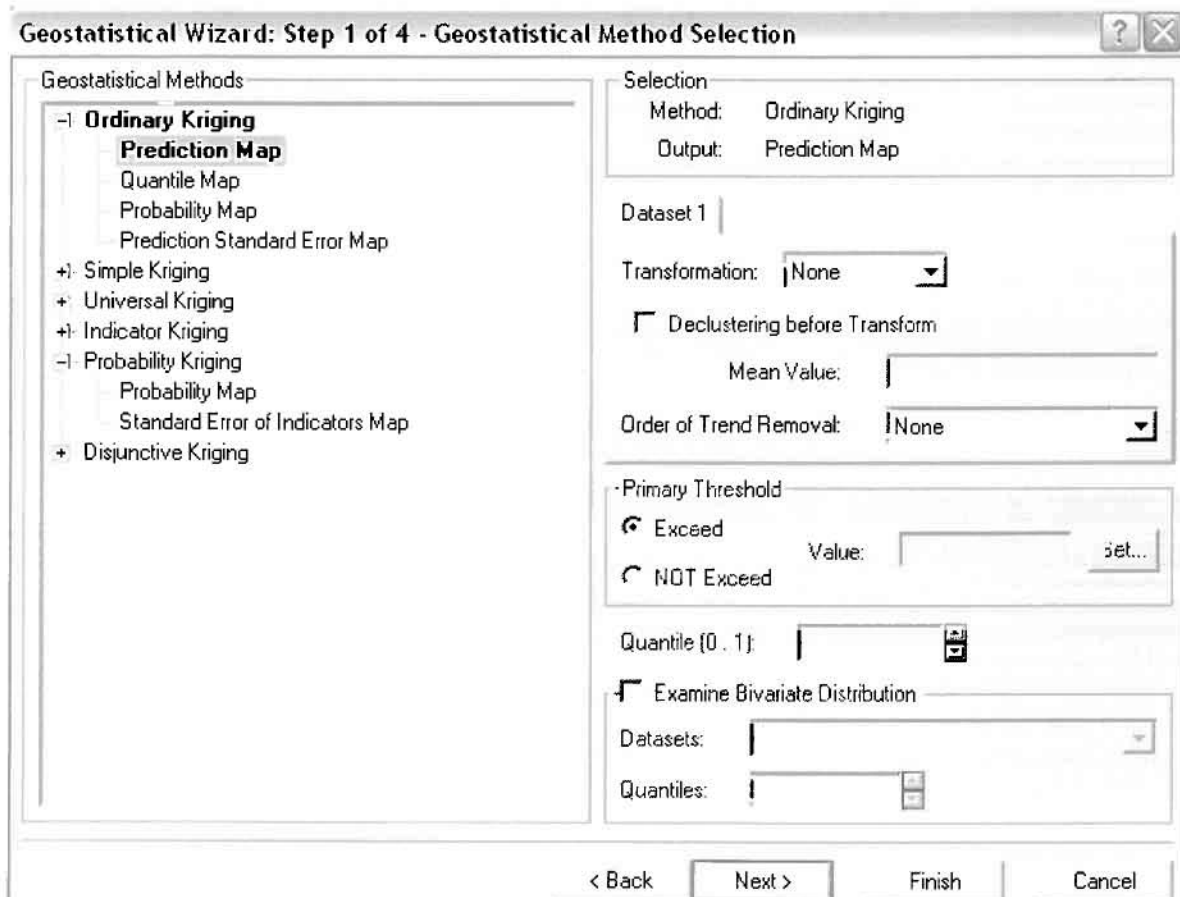 Geostatistical Wizard: Step 1 of 4 - Geostatistical Method Selection
Geostatistical Methods
Ordinary Kriging
Prediction Map
Quantile Map
Probability Map
Prediction Standard Error Map
Simple Kriging
Universal Kriging
Indicator Kriging
Probability Kriging
Probability Map
Standard Error of Indicators Map
Disjunctive Kriging
Selection
Method: Ordinary Kriging
Output: Prediction Map
Dataset 1
Transformation: None
Declustering before Transform
Mean Value:
Order of Trend Removal: None
Primary Threshold
Exceed
Value: Set...
NOT Exceed
Quantile (0 . 1):
Examine Bivariate Distribution
Datasets:
Quantiles:
< Back Next > Finish Cancel